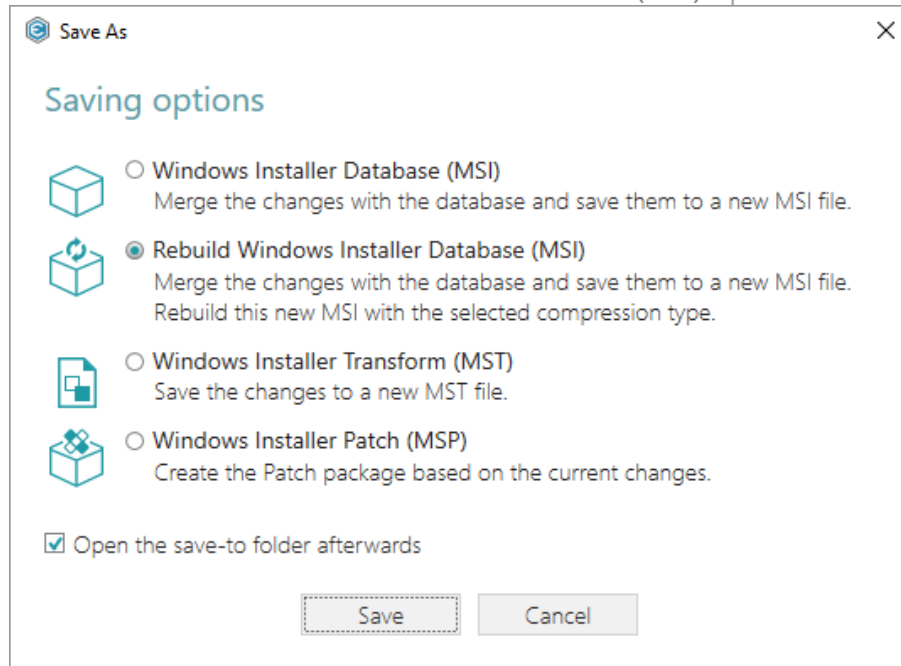 Save As
Saving options
Windows Installer Database (MSI)
Merge the changes with the database and save them to a new MSI file.
Rebuild Windows Installer Database (MSI)
Merge the changes with the database and save them to a new MSI file.
Rebuild this new MSI with the selected compression type.
Windows Installer Transform (MST)
Save the changes to a new MST file.
Windows Installer Patch (MSP)
Create the Patch package based on the current changes.
Open the save-to folder afterwards
Save
Cancel